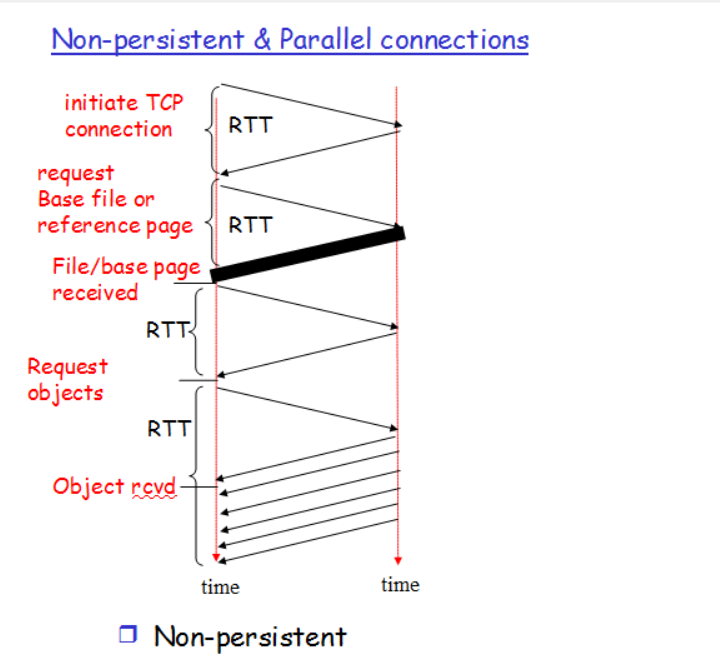 Non-persistent & Parallel connections
initiate TCP
connection
RTT
request
Base file or
reference page
RTT
File/base page
received
RTT
Request
objects
RTT
Object rcvd
time
time
Non-persistent